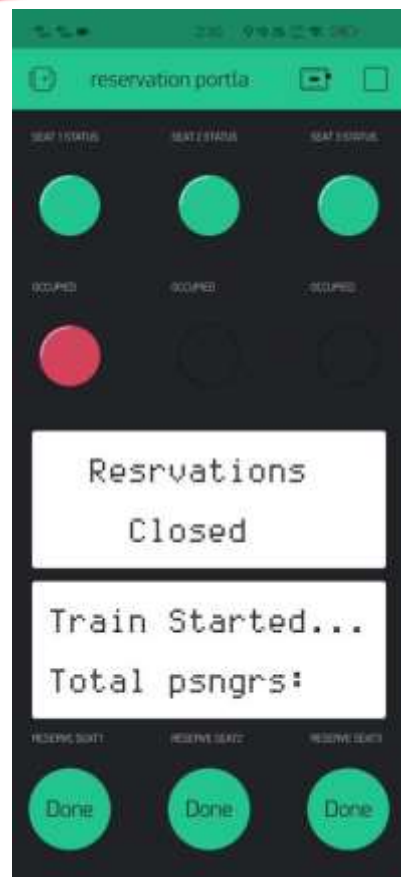 reservation portla
SEAT 1 STATUS SEAT 2 STATUS SEAT 3 STATUS
OCCUPIED OCCUPIED OCCUPIED
Resrvations
Closed
Train Started...
Total psngrs:
RESERVE SEAT1 RESERVE SEAT2 RESERVE SEAT3
Done Done Done